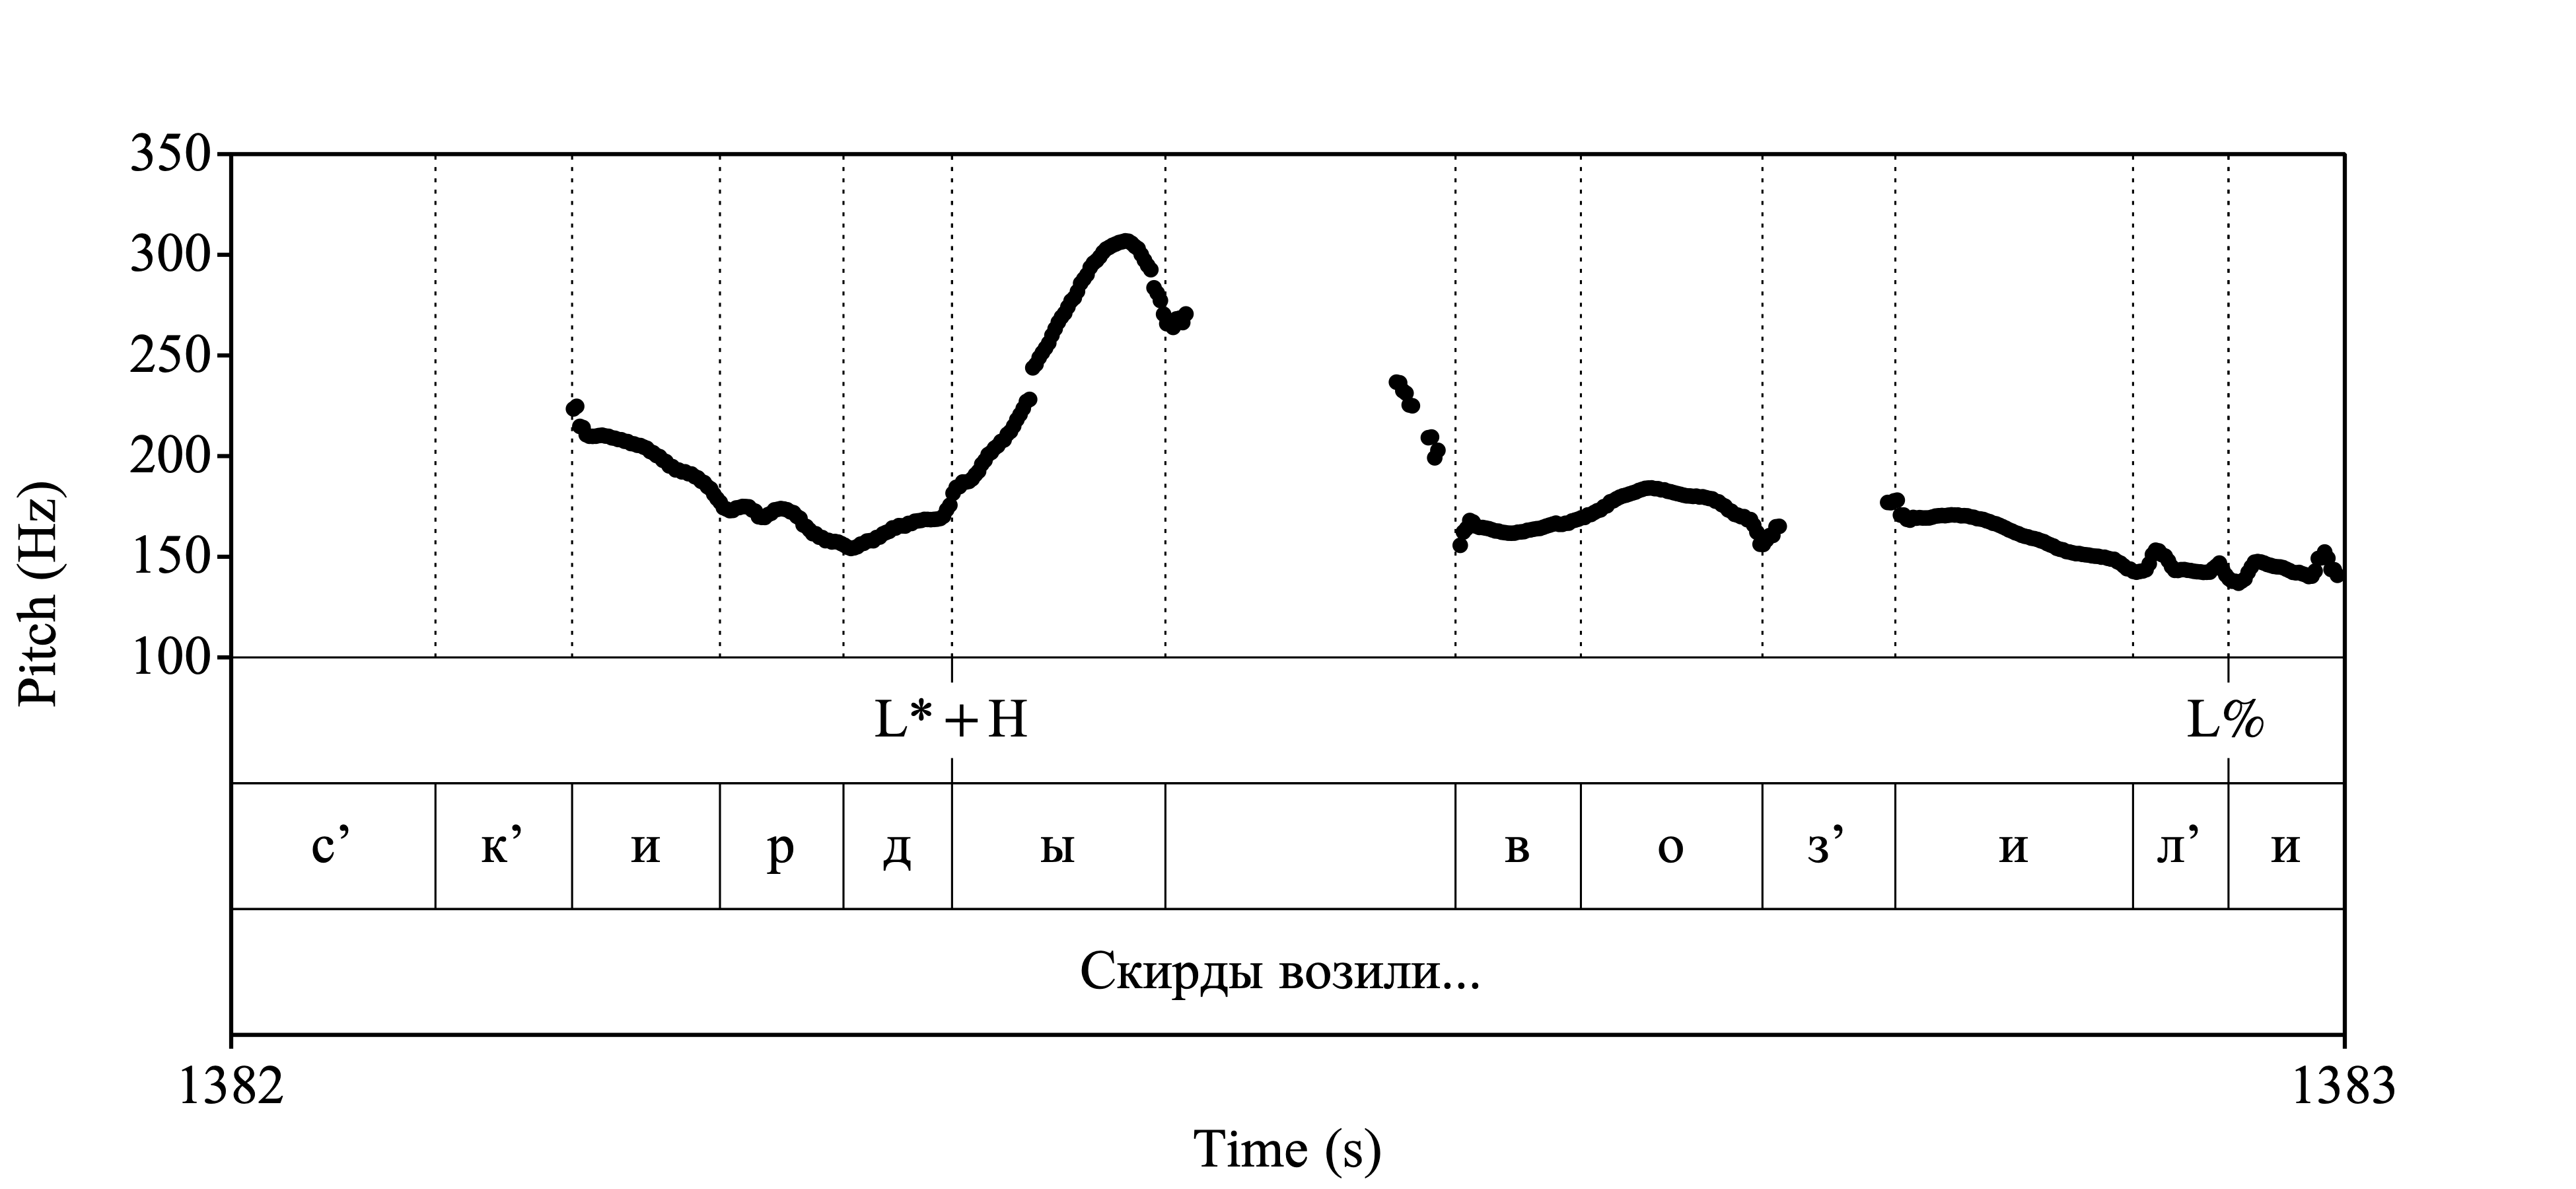 350
300
250
200
150
100
Pitch (Hz)
L*+H L%
с’ к’ и р д ы в о з’ и л’ и
Скирды возили...
1382 1383
Time (s)